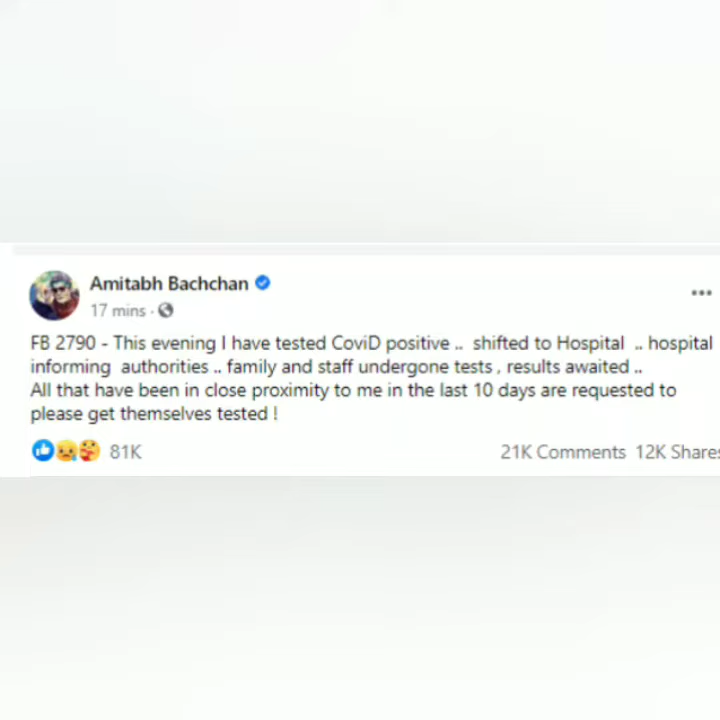 Amitabh Bachchan
17 mins ·
FB 2790 - This evening I have tested CoviD positive .. shifted to Hospital .. hospital
informing authorities .. family and staff undergone tests , results awaited ..
All that have been in close proximity to me in the last 10 days are requested to
please get themselves tested !
81K 21K Comments 12K Shares